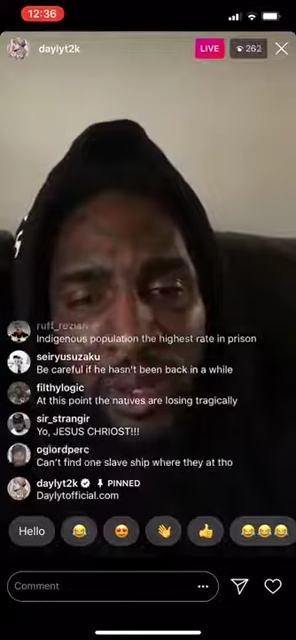 12:36
daylyt2k
LIVE
262
ruff_rezian
Indigenous population the highest rate in prison
seiryusuzaku
Be careful if he hasn't been back in a while
filthylogic
At this point the natives are losing tragically
sir_strangir
Yo, JESUS CHRIOST!!!
oglordperc
Can't find one slave ship where they at tho
daylyt2k PINNED
Daylytofficial.com
Hello
Comment